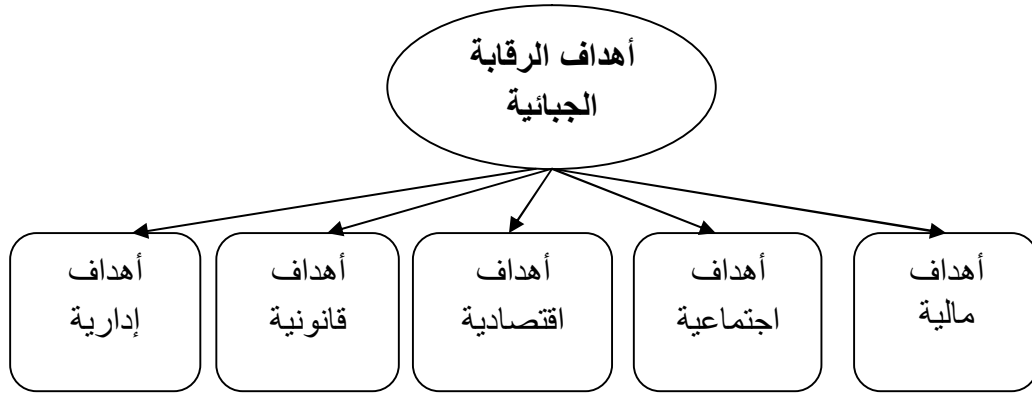 أهداف الرقابة
الجبائية
أهداف
مالية
أهداف
اجتماعية
أهداف
اقتصادية
أهداف
قانونية
أهداف
إدارية